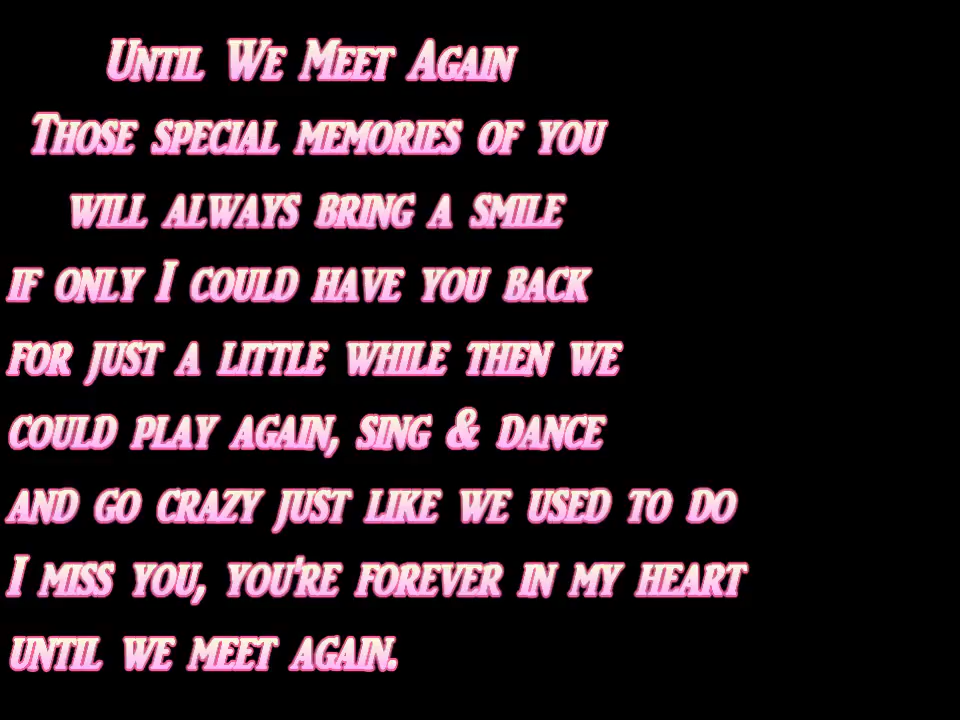 Until We Meet Again
Those special memories of you
will always bring a smile
if only I could have you back
for just a little while then we
could play again, sing & dance
and go crazy just like we used to do
I miss you, you're forever in my heart
until we meet again.